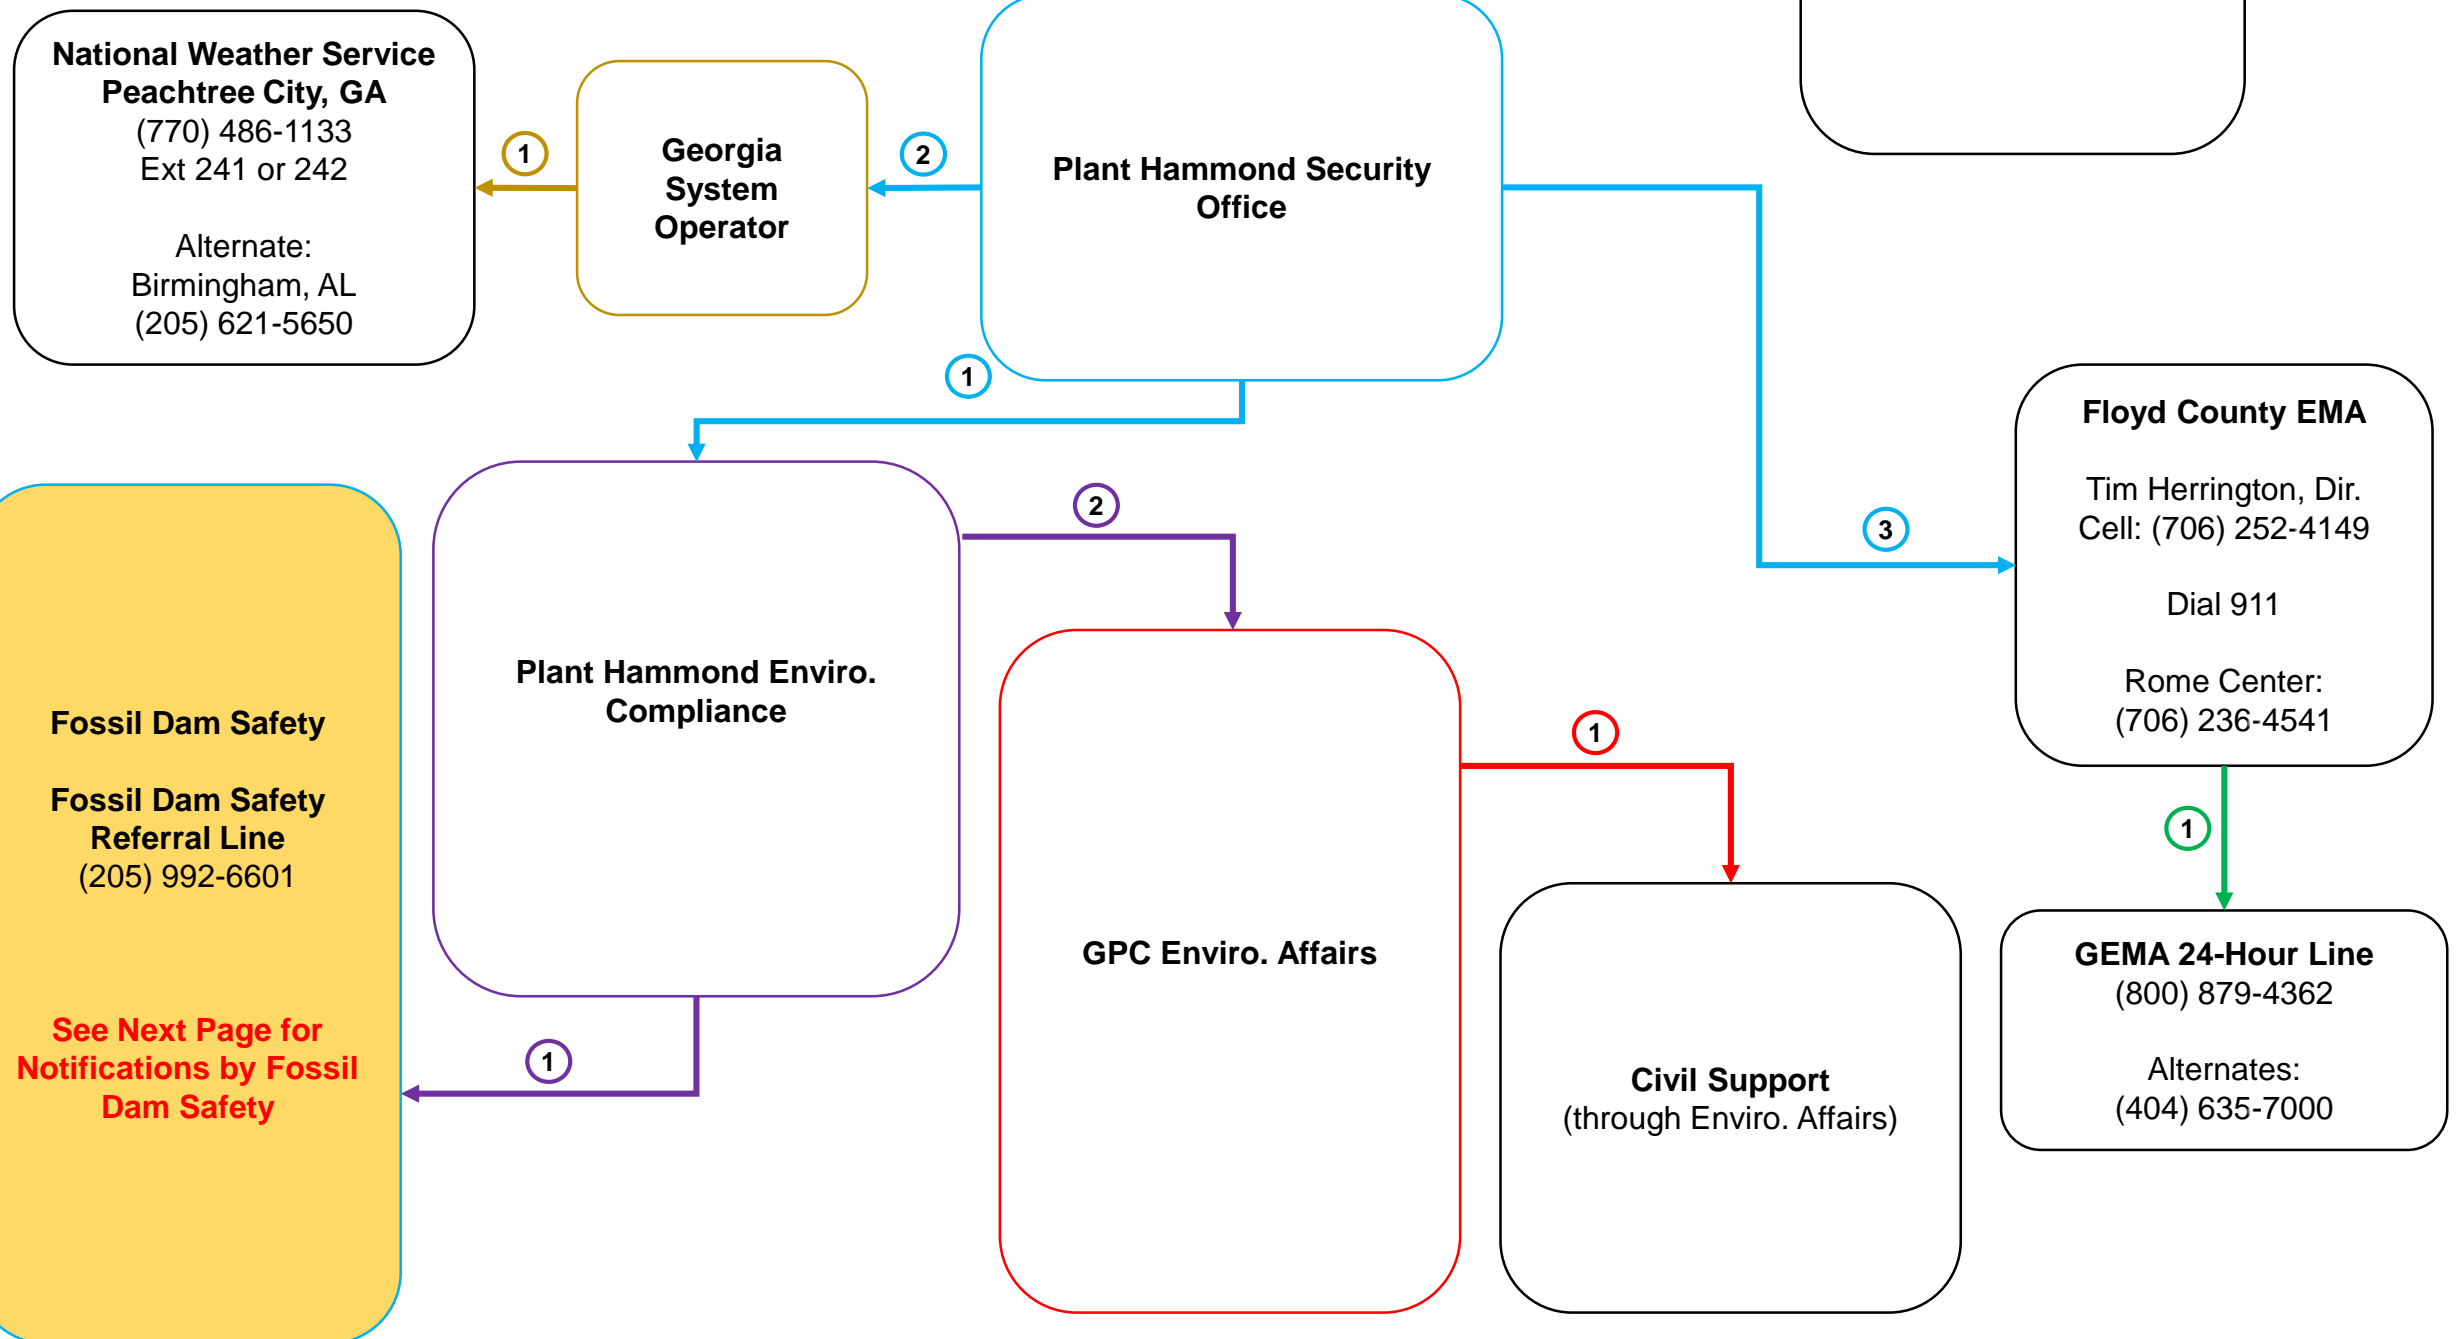 National Weather Service
Peachtree City, GA
(770) 486-1133
Ext 241 or 242
Alternate:
Birmingham, AL
(205) 621-5650
1
Georgia
System
Operator
2
Plant Hammond Security
Office
1
3
Floyd County EMA
Tim Herrington, Dir.
Cell: (706) 252-4149
Dial 911
Rome Center:
(706) 236-4541
1
GEMA 24-Hour Line
(800) 879-4362
Alternates:
(404) 635-7000
Plant Hammond Enviro.
Compliance
2
1
Fossil Dam Safety
Fossil Dam Safety
Referral Line
(205) 992-6601
See Next Page for
Notifications by Fossil
Dam Safety
GPC Enviro. Affairs
1
Civil Support
(through Enviro. Affairs)